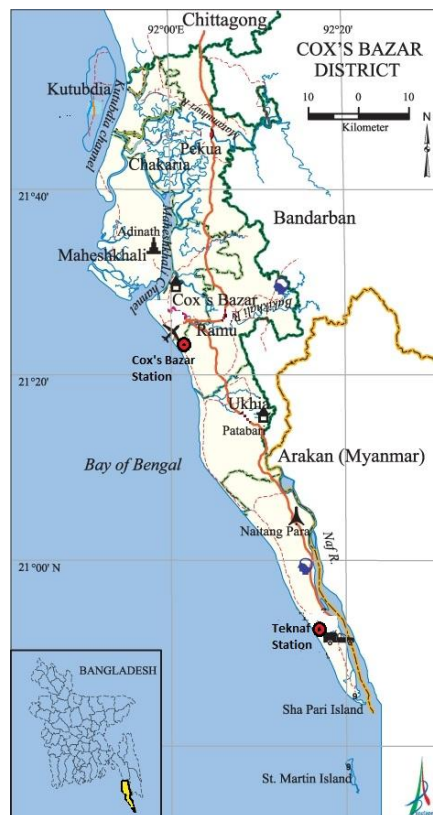 Chittagong
92°00'
92°20'
COX'S BAZAR
DISTRICT
10 0 10
Kilometer
N
Kutubdia
Kutubdia channel
Pekua
Chakaria
21°40'
Bandarban
Adinath
Maheshkhali
Maheshkhali Channel
Cox's Bazar
Bakkhali R
Ramu
Cox's Bazar
Station
21°20'
Ukhia
Patabari
Bay of Bengal
Arakan (Myanmar)
Naitang Para
Naf R.
21°00' N
Teknaf
Station
BANGLADESH
Sha Pari Island
St. Martin Island